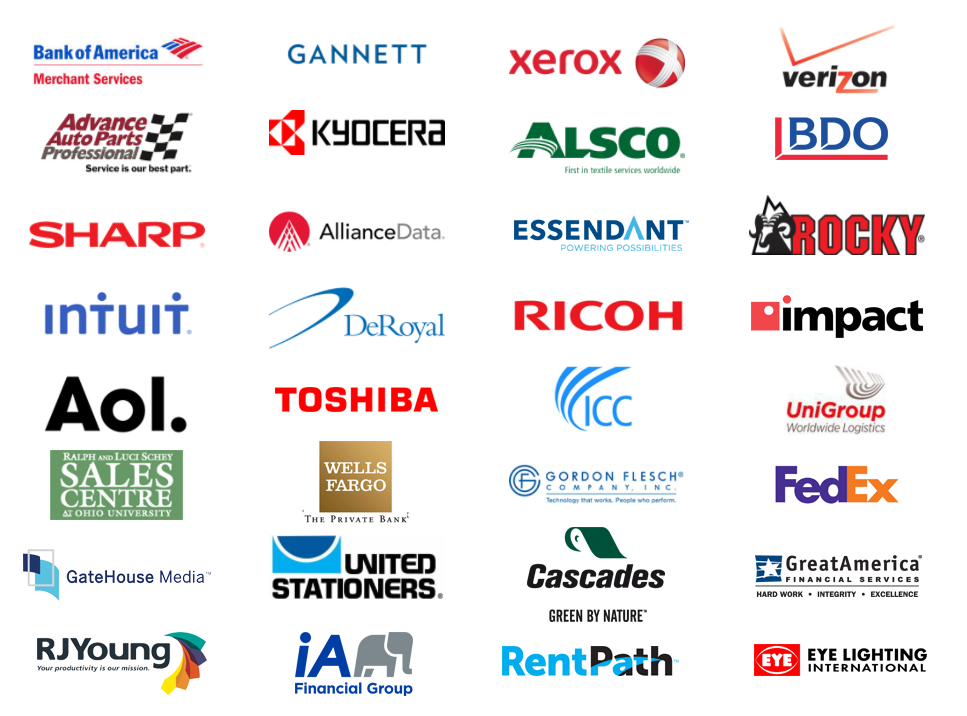 Bank of America
Merchant Services
GANNETT
xerox
verizon
Advance
Auto Parts
Professional
Service is our best part.
KYOCERA
ALSCO®
First in textile services worldwide
BDO
SHARP®
AllianceData®
ESSENDANT™
POWERING POSSIBILITIES
ROCKY®
intuit®
DeRoyal
RICOH
impact
Aol.
TOSHIBA
ICC
UniGroup
Worldwide Logistics
RALPH AND LUCI SCHEY
SALES
CENTRE
AT OHIO UNIVERSITY
WELLS
FARGO
THE PRIVATE BANK
GORDON FLESCH®
COMPANY, INC.
Technology that works. People who perform.
FedEx
GateHouse Media™
UNITED
STATIONERS®
Cascades
GREEN BY NATURE™
GreatAmerica®
FINANCIAL SERVICES
HARD WORK • INTEGRITY • EXCELLENCE
RJYoung
Your productivity is our mission.
iA
Financial Group
RentPath™
EYE
EYE LIGHTING
INTERNATIONAL